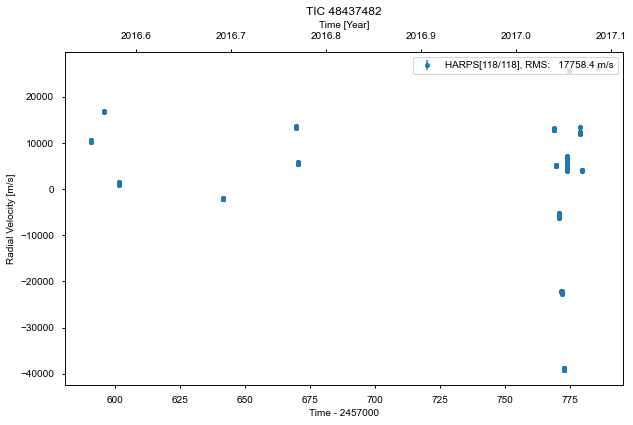 TIC 48437482
Time [Year]
2016.6 2016.7 2016.8 2016.9 2017.0 2017.1
HARPS[118/118], RMS: 17758.4 m/s
20000
10000
0
−10000
−20000
−30000
−40000
Radial Velocity [m/s]
600 625 650 675 700 725 750 775
Time - 2457000